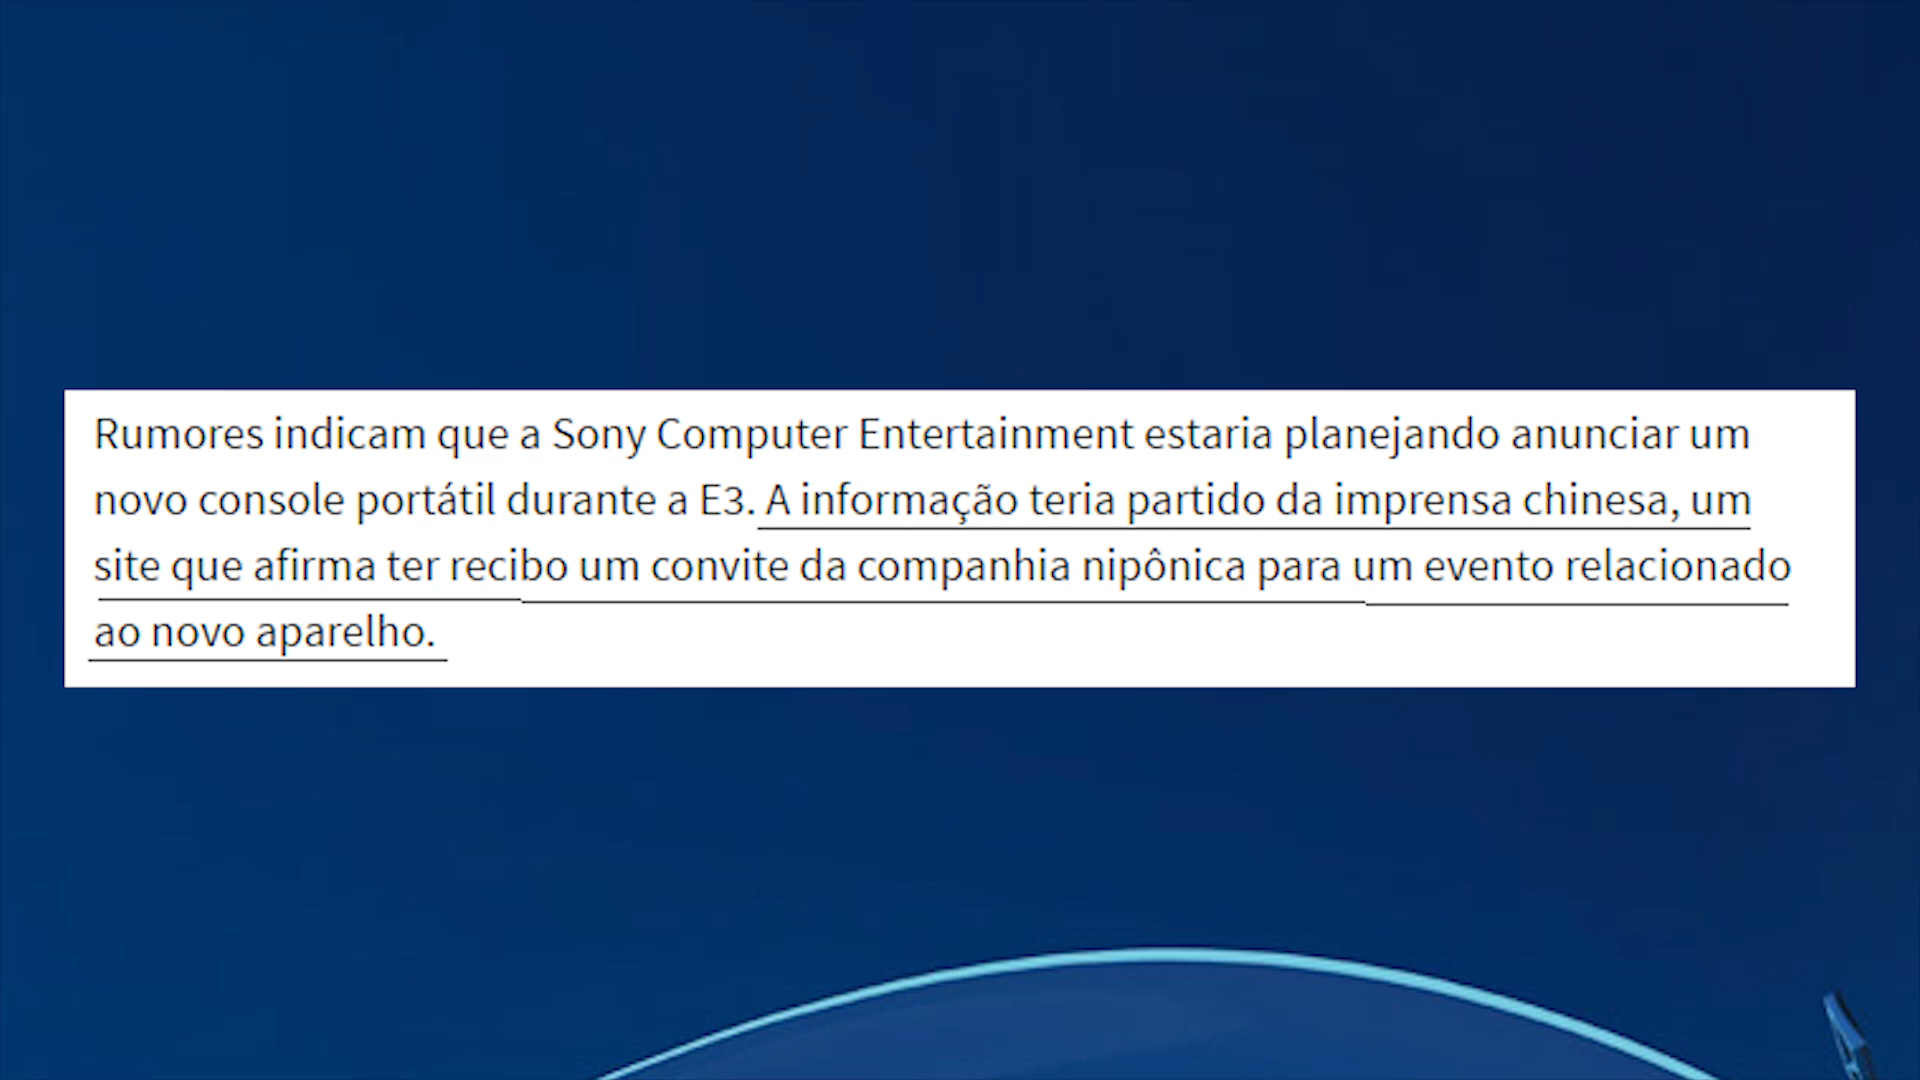 Rumores indicam que a Sony Computer Entertainment estaria planejando anunciar um
novo console portátil durante a E3. A informação teria partido da imprensa chinesa, um
site que afirma ter recibo um convite da companhia nipônica para um evento relacionado
ao novo aparelho.